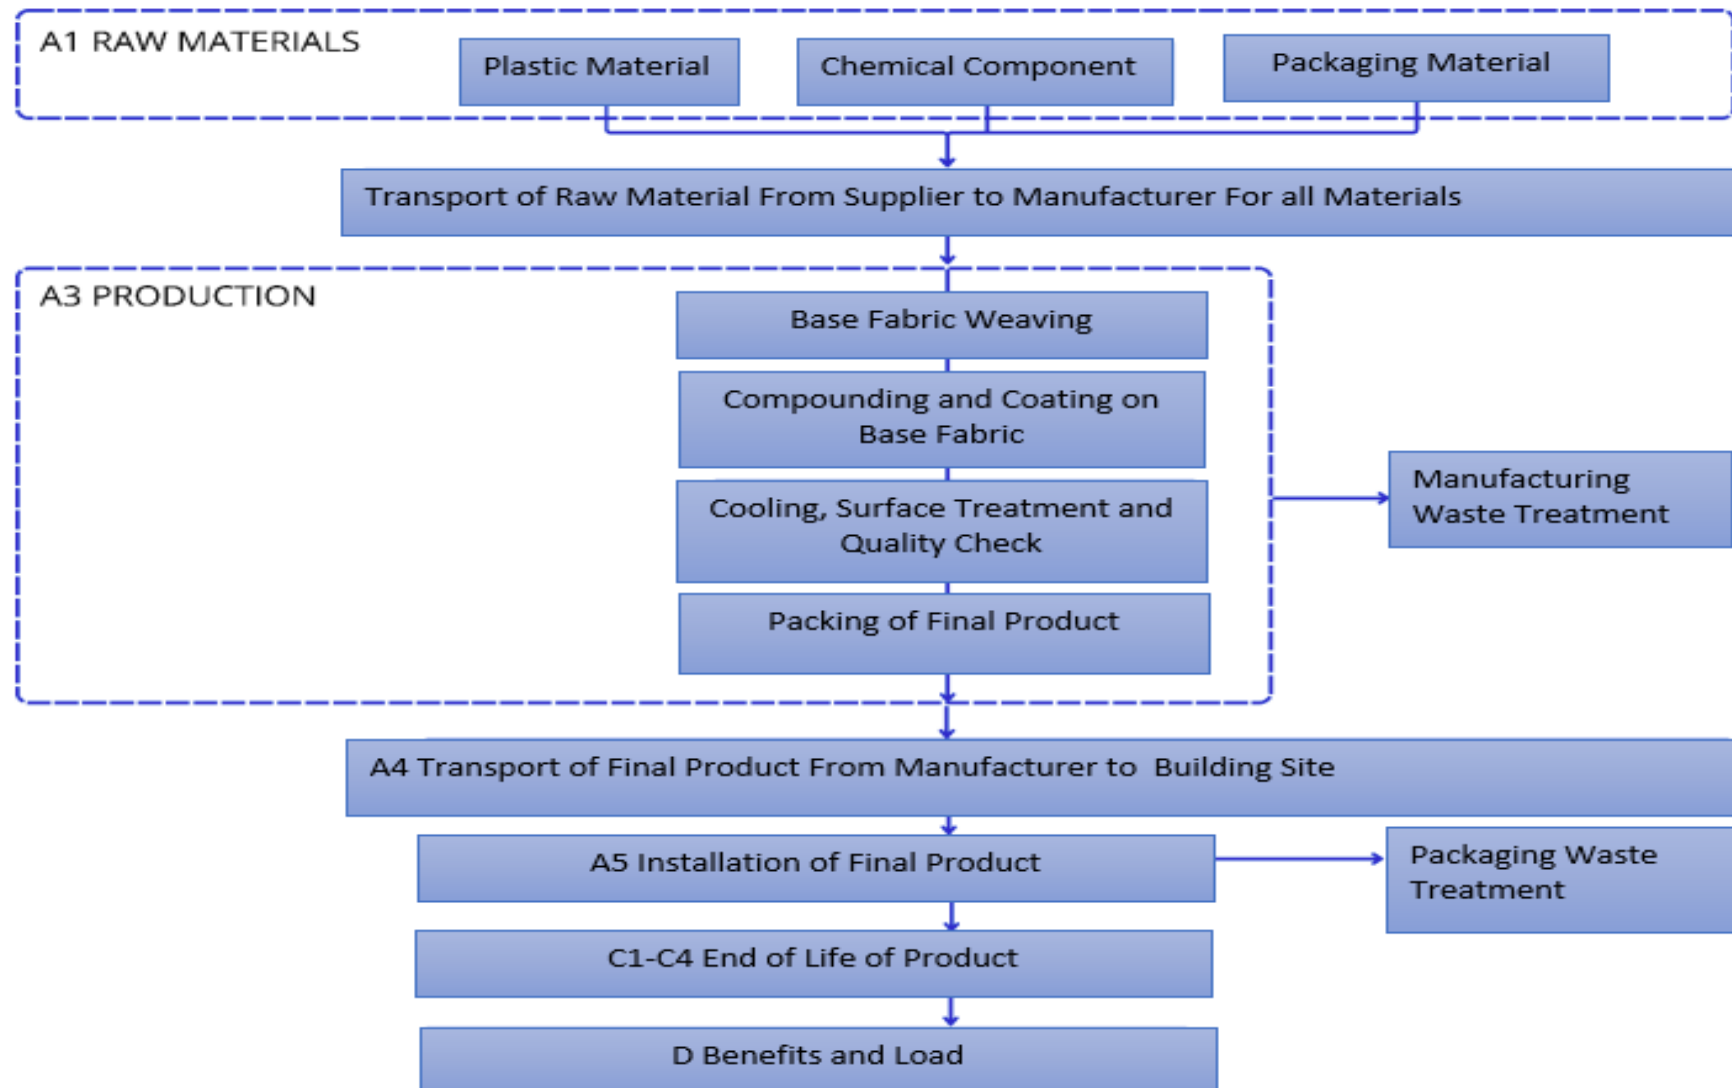 A1 RAW MATERIALS
Plastic Material
Chemical Component
Packaging Material
Transport of Raw Material From Supplier to Manufacturer For all Materials
A3 PRODUCTION
Base Fabric Weaving
Compounding and Coating on
Base Fabric
Cooling, Surface Treatment and
Quality Check
Manufacturing
Waste Treatment
Packing of Final Product
A4 Transport of Final Product From Manufacturer to  Building Site
A5 Installation of Final Product
Packaging Waste
Treatment
C1-C4 End of Life of Product
D Benefits and Load